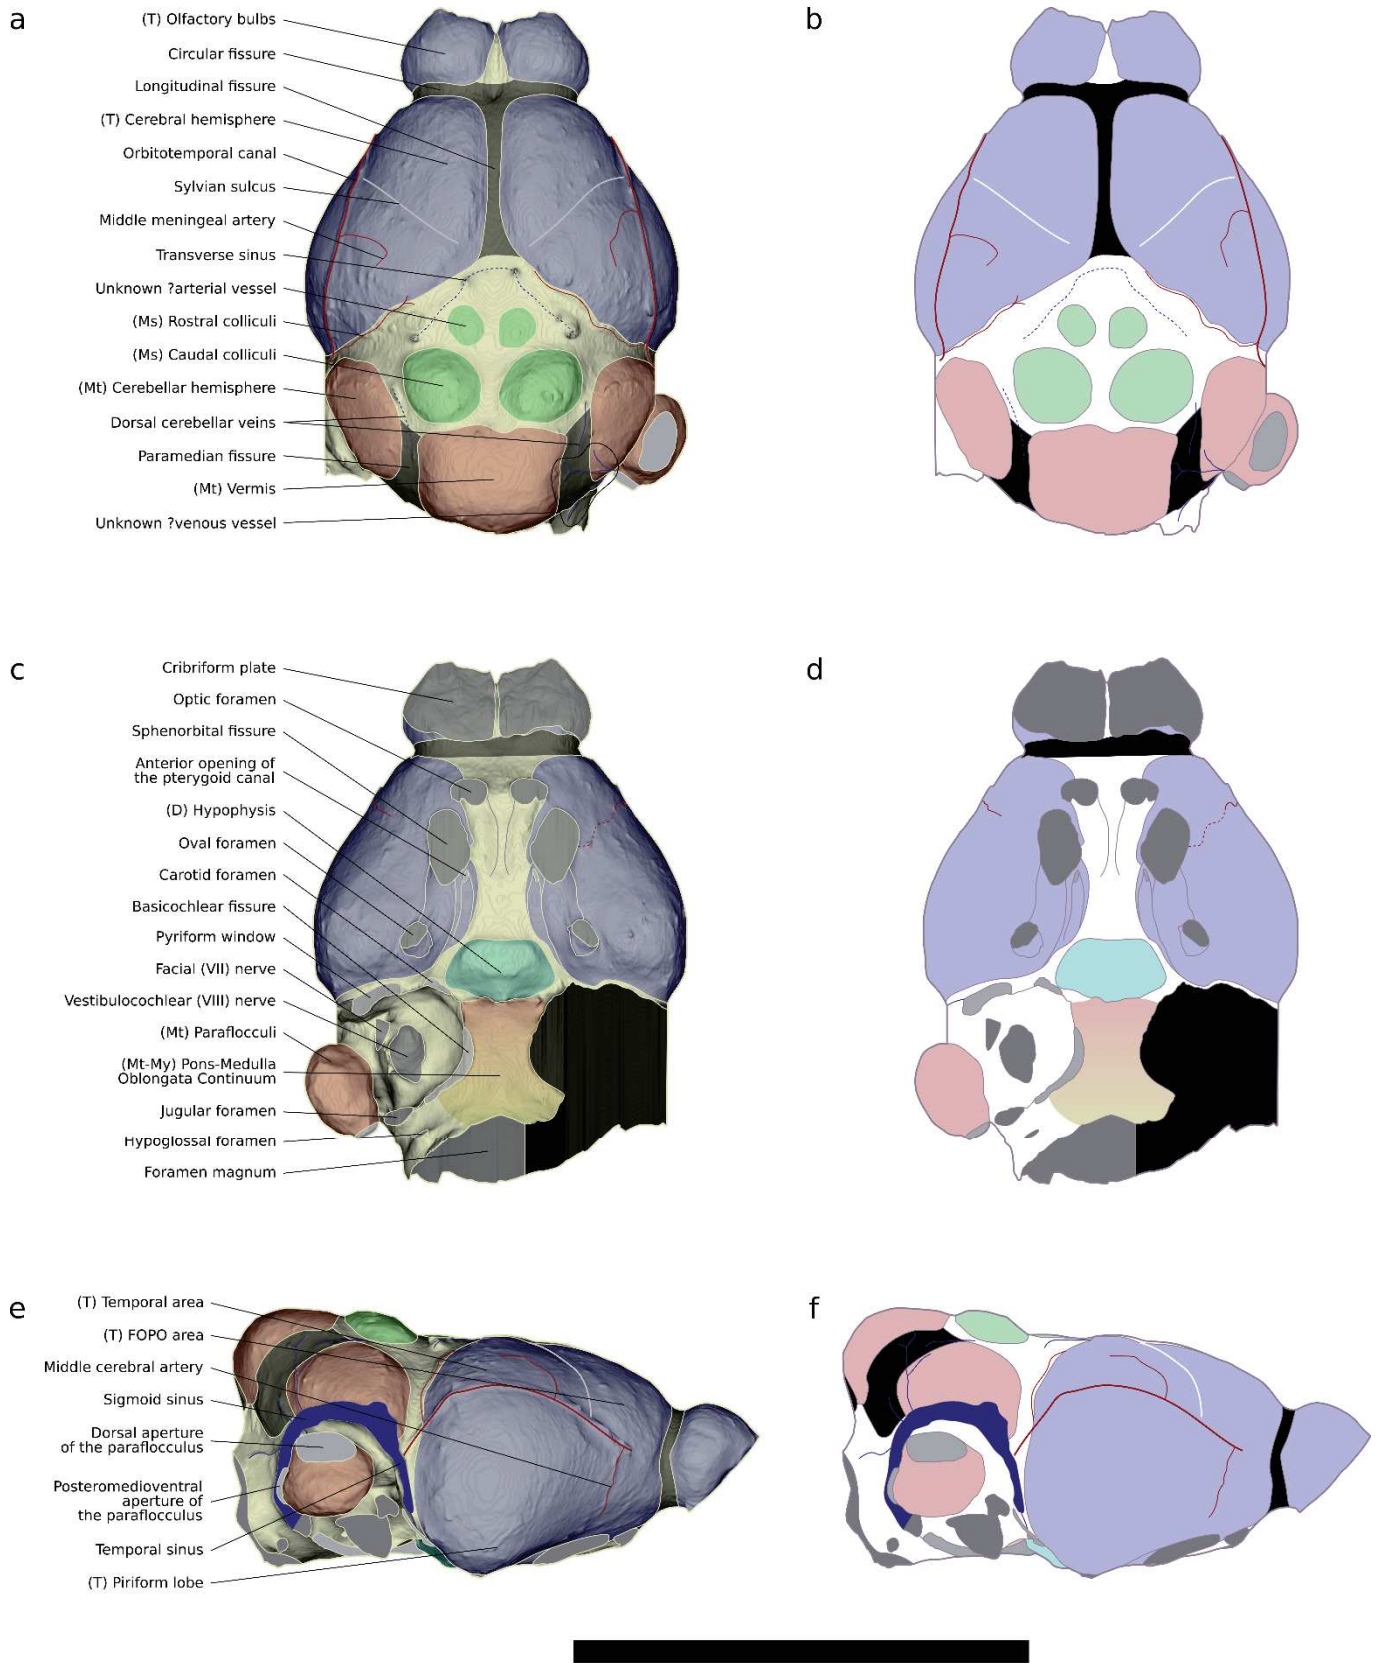 a
b
(T) Olfactory bulbs
Circular fissure
Longitudinal fissure
(T) Cerebral hemisphere
Orbitotemporal canal
Sylvian sulcus
Middle meningeal artery
Transverse sinus
Unknown ?arterial vessel
(Ms) Rostral colliculi
(Ms) Caudal colliculi
(Mt) Cerebellar hemisphere
Dorsal cerebellar veins
Paramedian fissure
(Mt) Vermis
Unknown ?venous vessel
c
d
Cribriform plate
Optic foramen
Sphenorbital fissure
Anterior opening of
the pterygoid canal
(D) Hypophysis
Oval foramen
Carotid foramen
Basicochlear fissure
Pyriform window
Facial (VII) nerve
Vestibulocochlear (VIII) nerve
(Mt) Paraflocculi
(Mt-My) Pons-Medulla
Oblongata Continuum
Jugular foramen
Hypoglossal foramen
Foramen magnum
e
f
(T) Temporal area
(T) FOPO area
Middle cerebral artery
Sigmoid sinus
Dorsal aperture
of the paraflocculus
Posteromedioventral
aperture of
the paraflocculus
Temporal sinus
(T) Piriform lobe